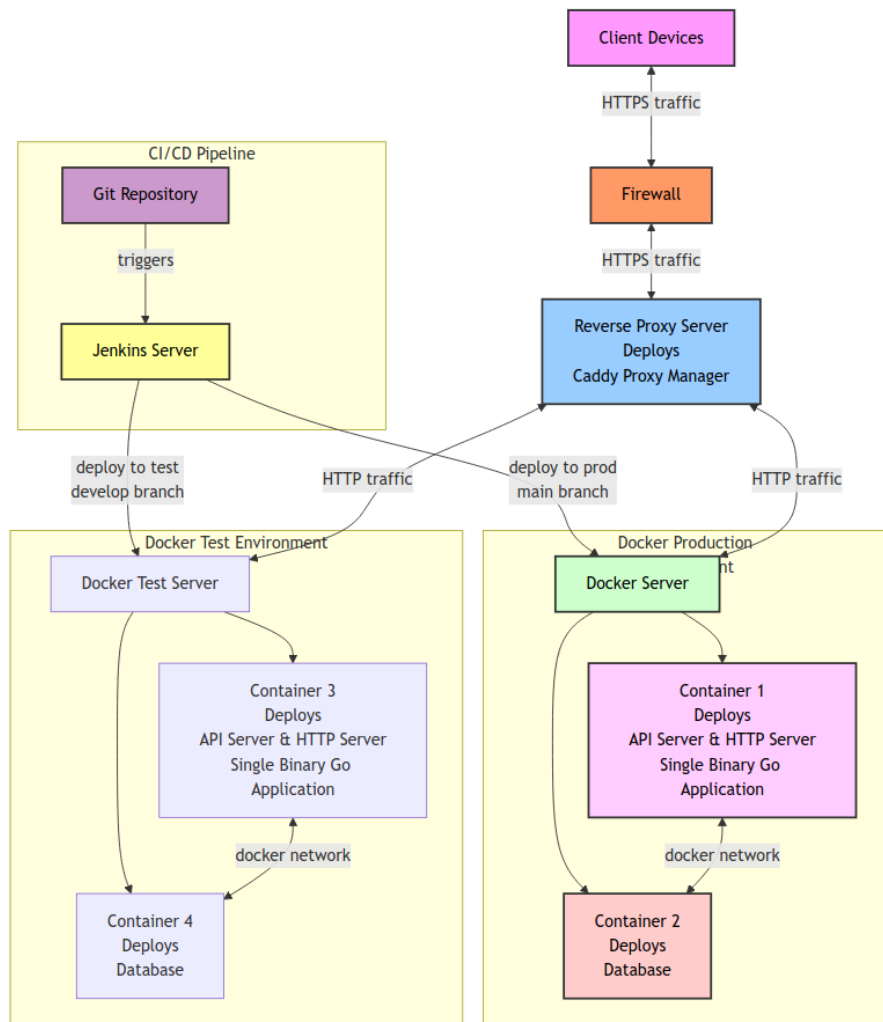 Client Devices
HTTPS traffic
CI/CD Pipeline
Git Repository
Firewall
triggers
HTTPS traffic
Reverse Proxy Server
Deploys
Caddy Proxy Manager
Jenkins Server
deploy to test
develop branch
HTTP traffic
deploy to prod
main branch
HTTP traffic
Docker Test Environment
Docker Test Server
Docker Production
Docker Server
Container 3
Deploys
API Server & HTTP Server
Single Binary Go
Application
Container 1
Deploys
API Server & HTTP Server
Single Binary Go
Application
docker network
docker network
Container 4
Deploys
Database
Container 2
Deploys
Database